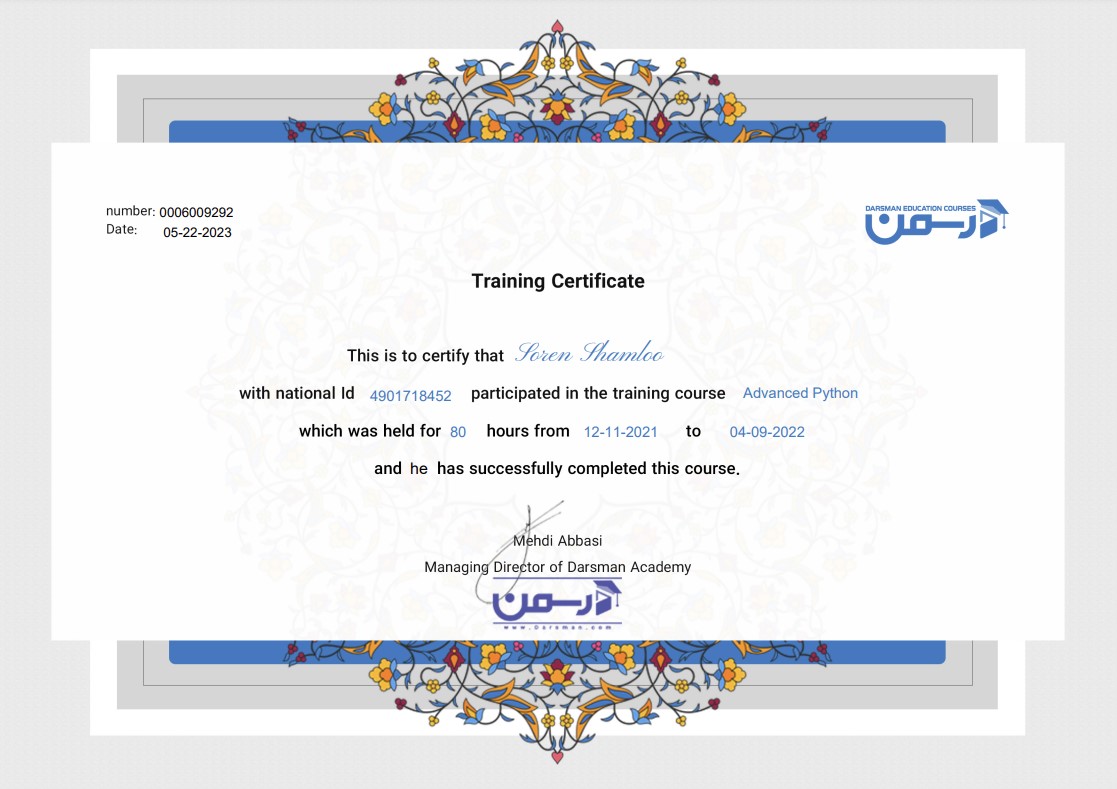 number: 0006009292
Date: 05-22-2023
DARSMAN EDUCATION COURSES
درسمن
Training Certificate
This is to certify that Soren Shamloo
with national Id 4901718452 participated in the training course Advanced Python
which was held for 80 hours from 12-11-2021 to 04-09-2022
and he has successfully completed this course.
Mehdi Abbasi
Managing Director of Darsman Academy
درسمن
www.Darsman.com